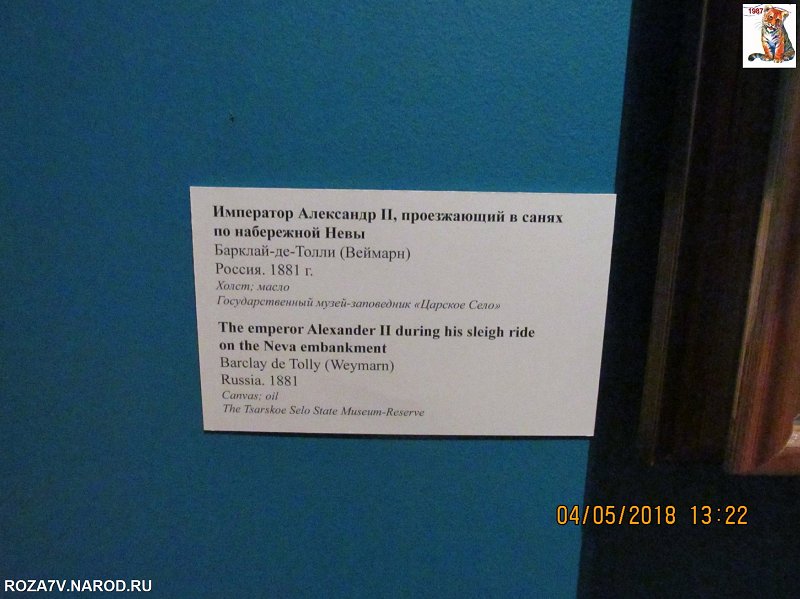 1987
Император Александр II, проезжающий в санях
по набережной Невы
Барклай-де-Толли (Веймарн)
Россия. 1881 г.
Холст; масло
Государственный музей-заповедник «Царское Село»
The emperor Alexander II during his sleigh ride
on the Neva embankment
Barclay de Tolly (Weymarn)
Russia. 1881
Canvas; oil
The Tsarskoe Selo State Museum-Reserve
04/05/2018 13:22
ROZA7V.NAROD.RU